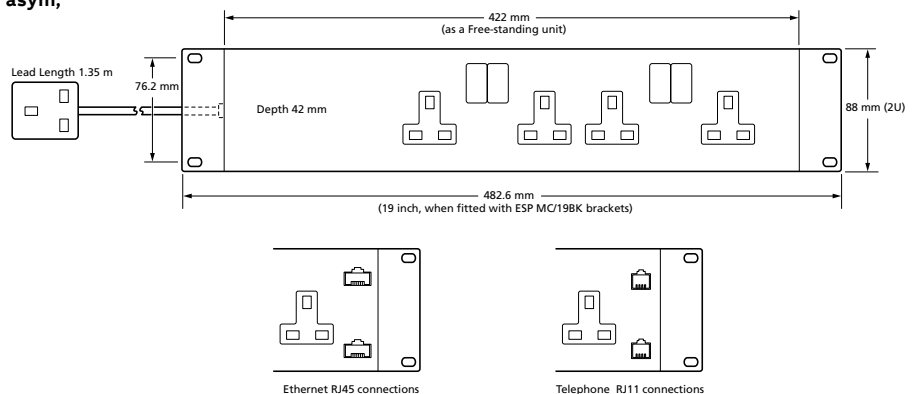 asym,
422 mm
(as a Free-standing unit)
Lead Length 1.35 m
76.2 mm
Depth 42 mm
88 mm (2U)
482.6 mm
(19 inch, when fitted with ESP MC/19BK brackets)
Ethernet RJ45 connections
Telephone RJ11 connections